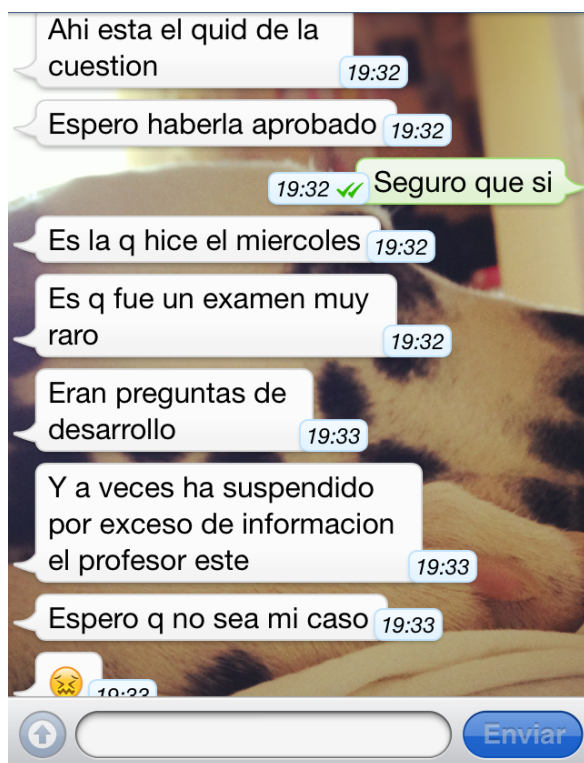 Ahi esta el quid de la
cuestion
19:32
Espero haberla aprobado 19:32
19:32 Seguro que si
Es la q hice el miercoles 19:32
Es q fue un examen muy
raro
19:32
Eran preguntas de
desarrollo
19:33
Y a veces ha suspendido
por exceso de informacion
el profesor este
19:33
Espero q no sea mi caso 19:33
19:33
Enviar